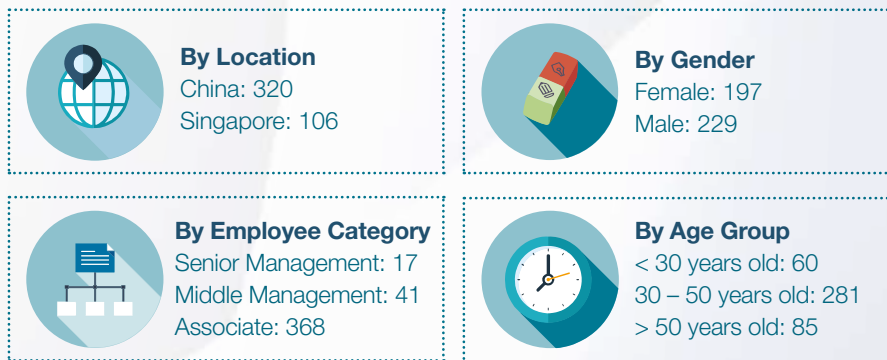 By Location
China: 320
Singapore: 106
By Gender
Female: 197
Male: 229
By Employee Category
Senior Management: 17
Middle Management: 41
Associate: 368
By Age Group
< 30 years old: 60
30 – 50 years old: 281
> 50 years old: 85